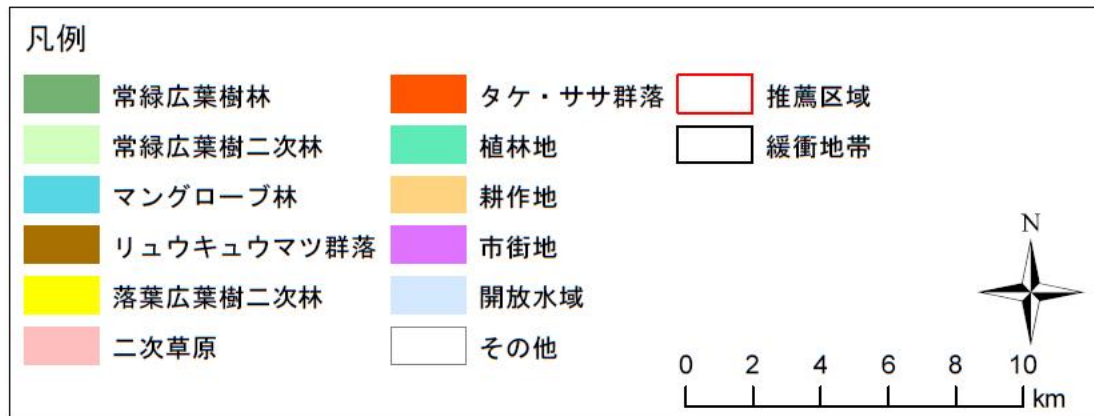 凡例
常緑広葉樹林
常緑広葉樹二次林
マングローブ林
リュウキュウマツ群落
落葉広葉樹二次林
二次草原
タケ・ササ群落
植林地
耕作地
市街地
開放水域
その他
推薦区域
緩衝地帯
N
0 2 4 6 8 10
km